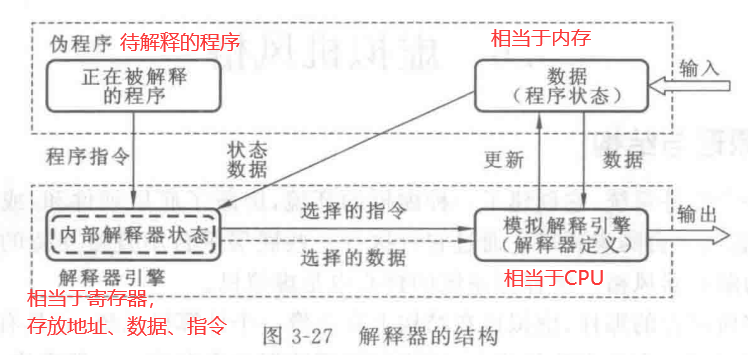 伪程序 待解释的程序
相当于内存
正在被解释
的程序
数据
(程序状态)
输入
程序指令
状态
数据
更新
数据
内部解释器状态
选择的指令
选择的数据
模拟解释引擎
(解释器定义)
输出
解释器引擎
相当于CPU
相当于寄存器,
存放地址、数据、指令
图 3-27 解释器的结构